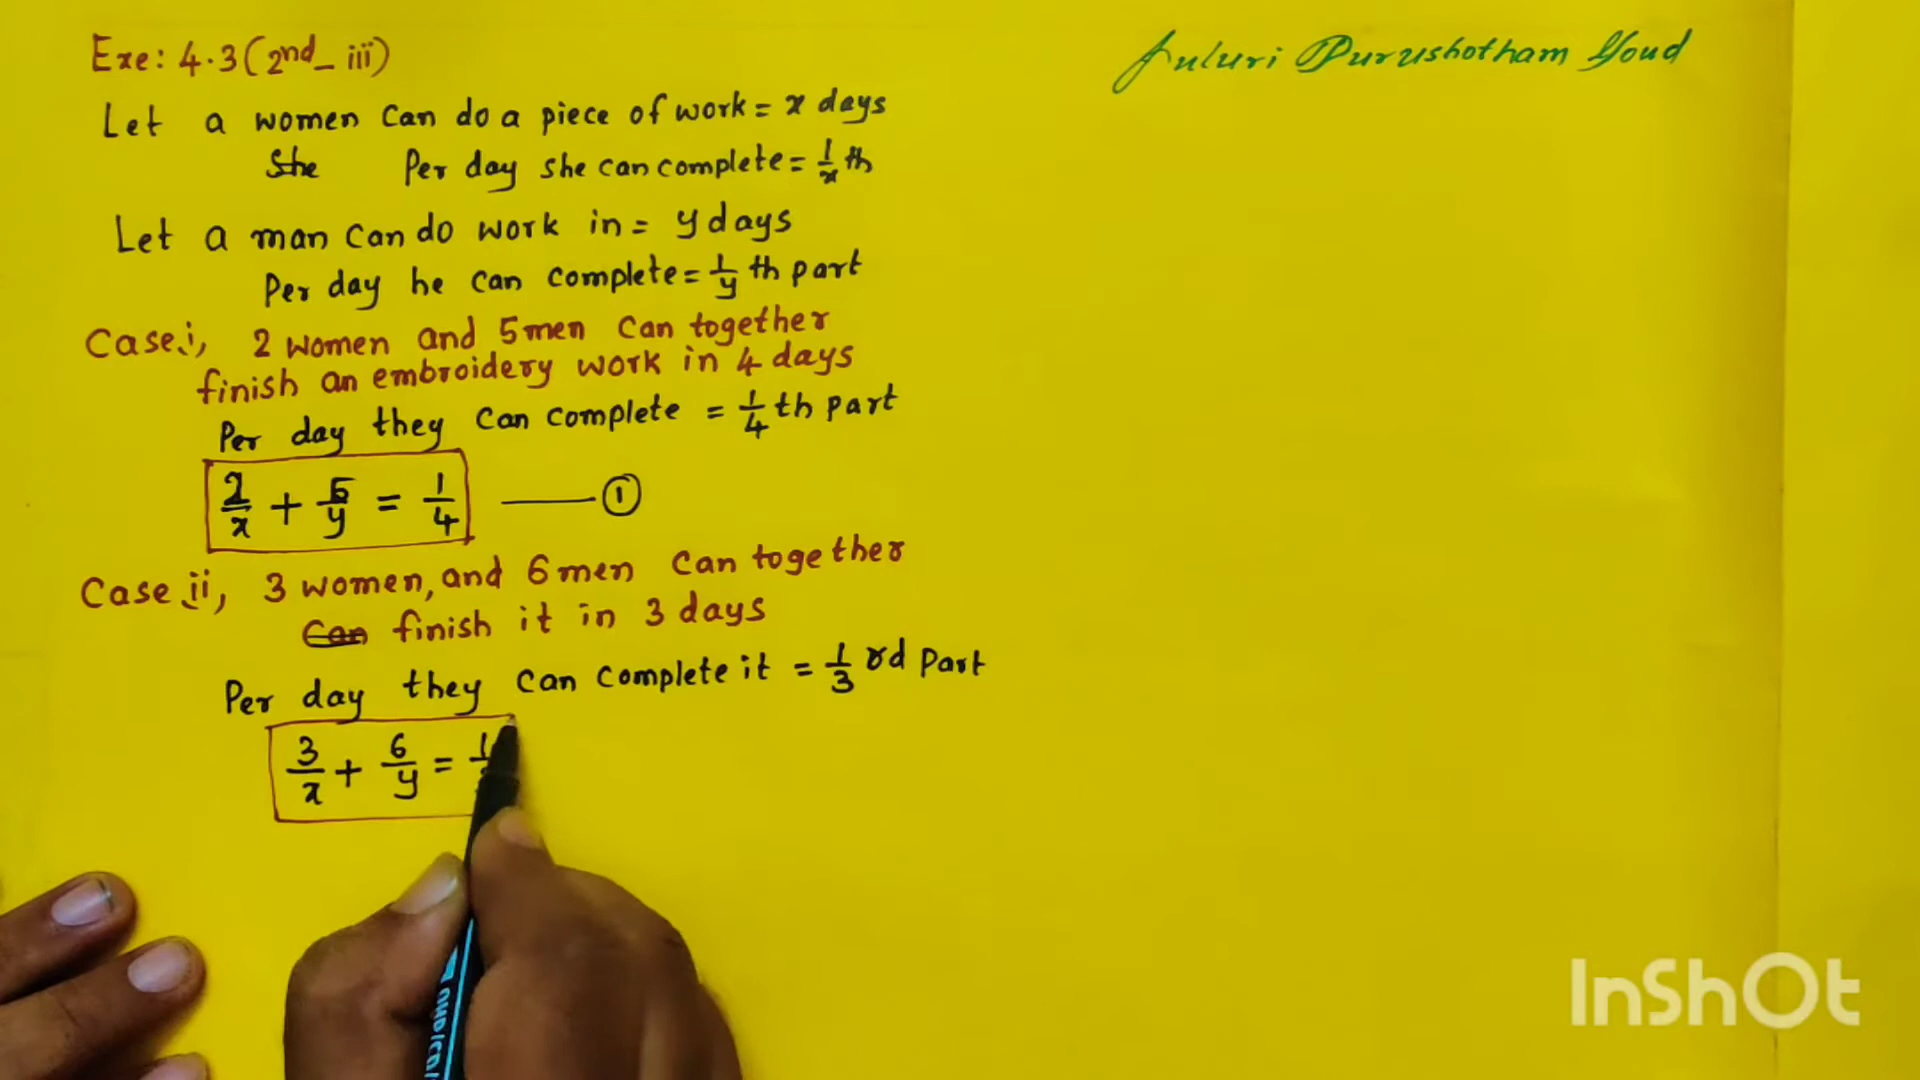 Exe: 4.3 (2nd_ iii)
Juluri Purushotham Goud
Let a women Can do a piece of work = x days
She Per day she can complete = 1/x th
Let a man Can do work in = y days
Per day he can complete = 1/y th part
Case i, 2 women and 5 men Can together
finish an embroidery work in 4 days
Per day they can complete = 1/4 th part
2/x + 5/y = 1/4 ——— ①
Case ii, 3 women, and 6 men Can together
Can finish it in 3 days
Per day they can complete it = 1/3 rd Part
3/x + 6/y = 1
InShOt